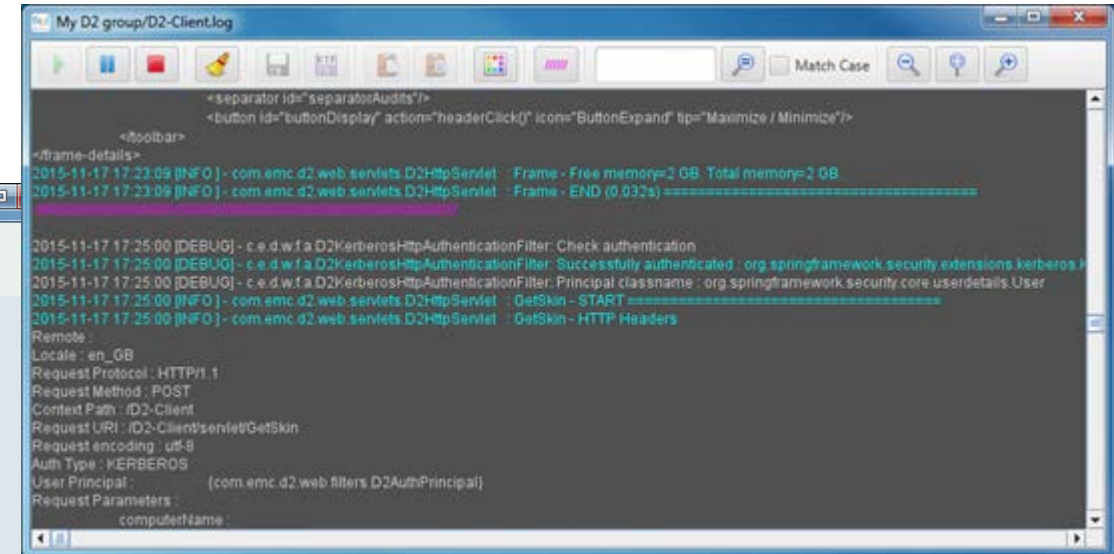 My D2 group/D2-Client.log
Match Case
<separator id="separatorAudits"/>
<button id="buttonDisplay" action="headerClick()" icon="ButtonExpand" tip="Maximize / Minimize"/>
</toolbar>
</frame-details>
2015-11-17 17:23:09 [INFO ] - com.emc.d2.web.servlets.D2HttpServlet : Frame - Free memory=2 GB. Total memory=2 GB.
2015-11-17 17:23:09 [INFO ] - com.emc.d2.web.servlets.D2HttpServlet : Frame - END (0.032s) =====================================
2015-11-17 17:25:00 [DEBUG] - c.e.d.w.f.a.D2KerberosHttpAuthenticationFilter: Check authentication
2015-11-17 17:25:00 [DEBUG] - c.e.d.w.f.a.D2KerberosHttpAuthenticationFilter: Successfully authenticated : org.springframework.security.extensions.kerberos.K
2015-11-17 17:25:00 [DEBUG] - c.e.d.w.f.a.D2KerberosHttpAuthenticationFilter: Principal classname : org.springframework.security.core.userdetails.User
2015-11-17 17:25:00 [INFO ] - com.emc.d2.web.servlets.D2HttpServlet : GetSkin - START =====================================
2015-11-17 17:25:00 [INFO ] - com.emc.d2.web.servlets.D2HttpServlet : GetSkin - HTTP Headers
Remote :
Locale : en_GB
Request Protocol : HTTP/1.1
Request Method : POST
Context Path : /D2-Client
Request URI : /D2-Client/servlet/GetSkin
Request encoding : utf-8
Auth Type : KERBEROS
User Principal : {com.emc.d2.web.filters.D2AuthPrincipal}
Request Parameters :
computerName :